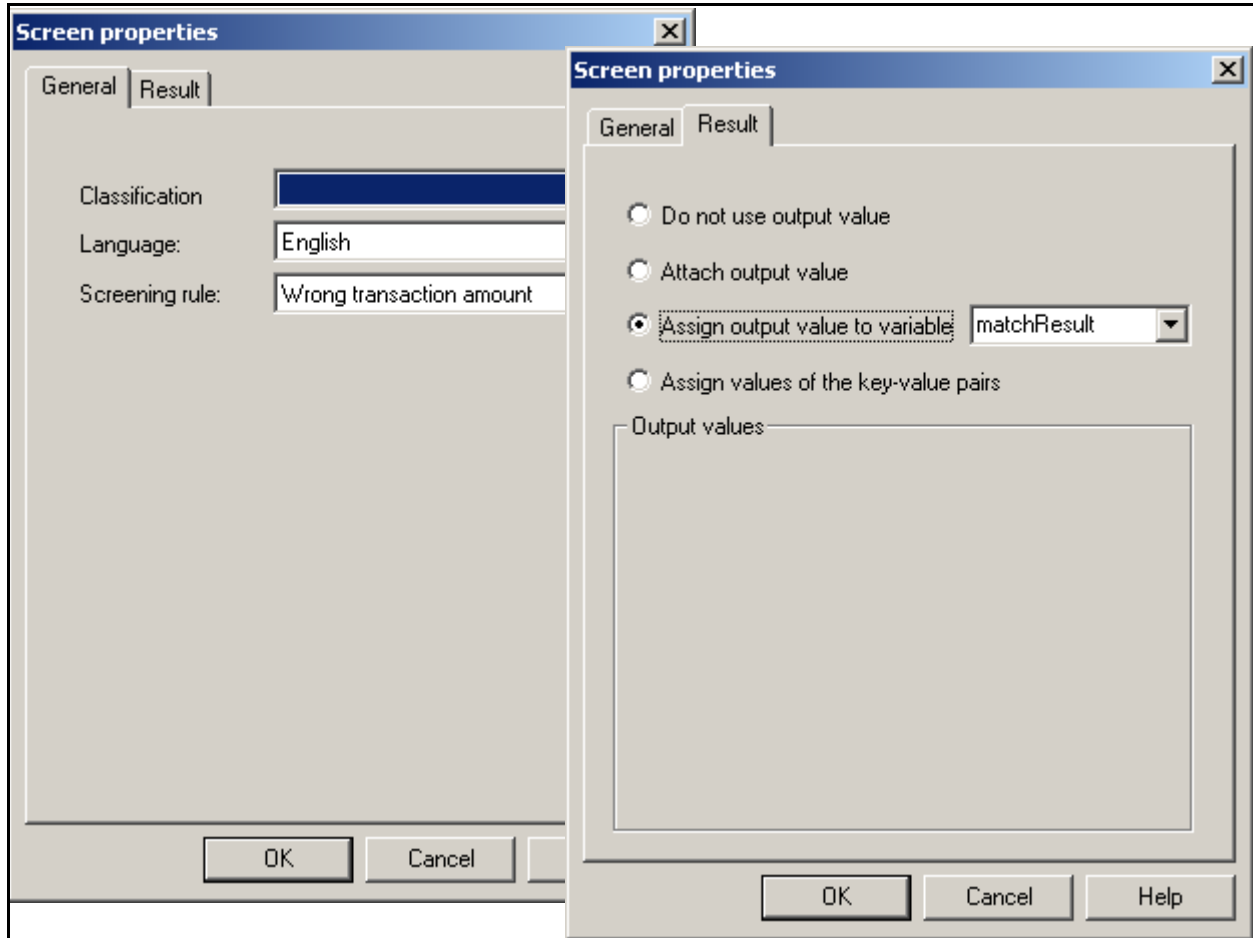 Screen properties
General
Result
Classification
Language:
English
Screening rule:
Wrong transaction amount
OK
Cancel
Screen properties
General
Result
Do not use output value
Attach output value
Assign output value to variable
matchResult
Assign values of the key-value pairs
Output values
OK
Cancel
Help